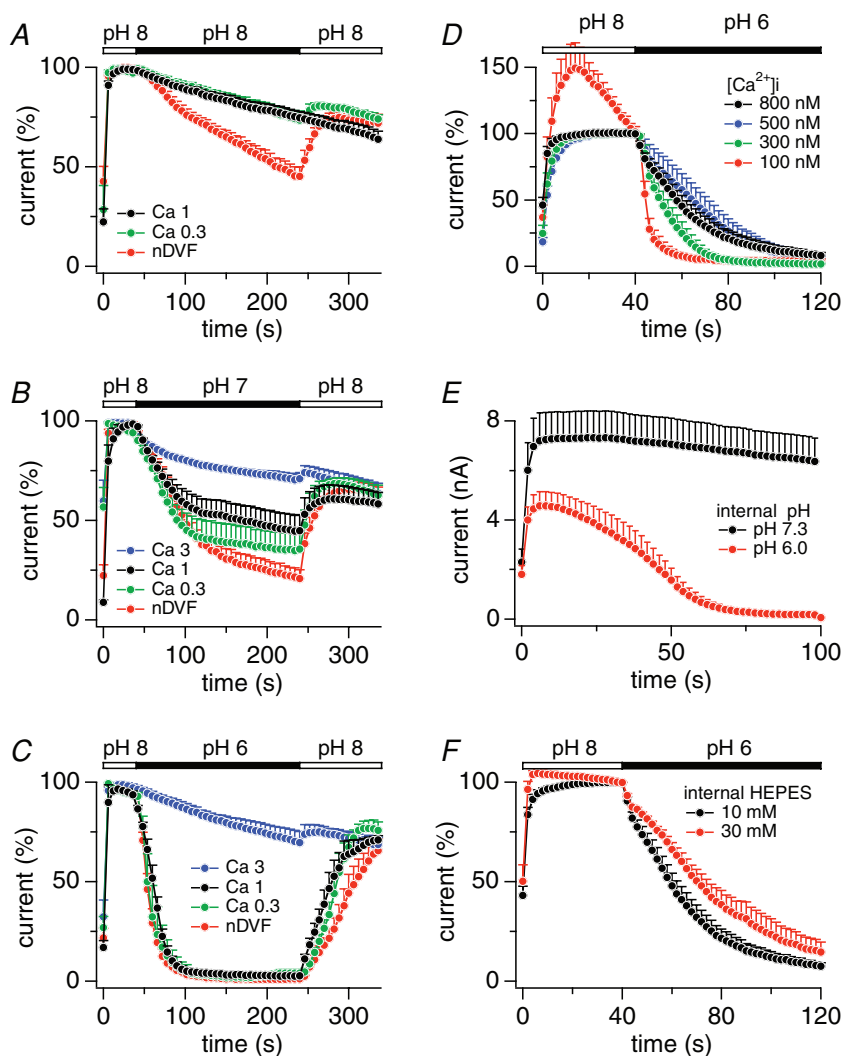 A
pH 8 pH 8 pH 8
100
50
0
current (%)
Ca 1
Ca 0.3
nDVF
0 100 200 300
time (s)
B
pH 8 pH 7 pH 8
100
50
0
current (%)
Ca 3
Ca 1
Ca 0.3
nDVF
0 100 200 300
time (s)
C
pH 8 pH 6 pH 8
100
50
0
current (%)
Ca 3
Ca 1
Ca 0.3
nDVF
0 100 200 300
time (s)
D
pH 8 pH 6
150
100
50
0
current (%)
[Ca2+]i
800 nM
500 nM
300 nM
100 nM
0 40 80 120
time (s)
E
8
4
0
current (nA)
internal pH
pH 7.3
pH 6.0
0 50 100
time (s)
F
pH 8 pH 6
100
50
0
current (%)
internal HEPES
10 mM
30 mM
0 20 40 60 80 100 120
time (s)